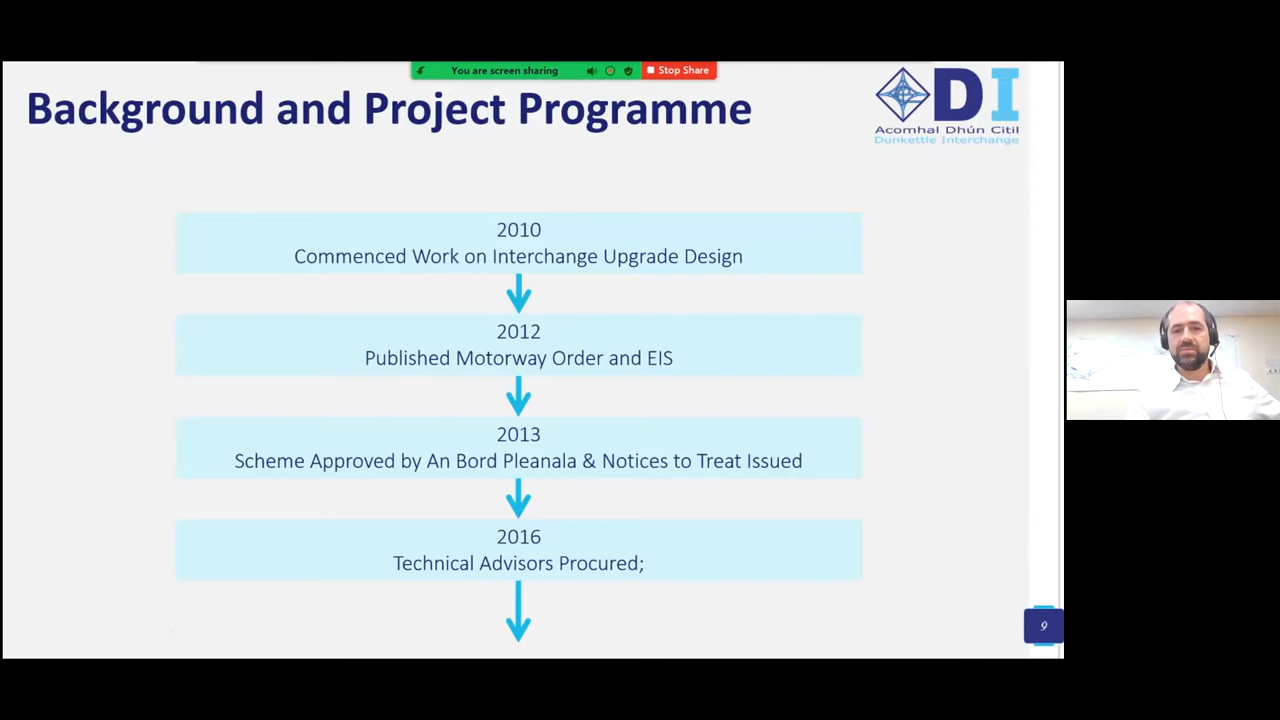 You are screen sharing
Stop Share
Background and Project Programme
DI
Acomhal Dhún Citil
Dunkettle Interchange
2010
Commenced Work on Interchange Upgrade Design
2012
Published Motorway Order and EIS
2013
Scheme Approved by An Bord Pleanala & Notices to Treat Issued
2016
Technical Advisors Procured;
9